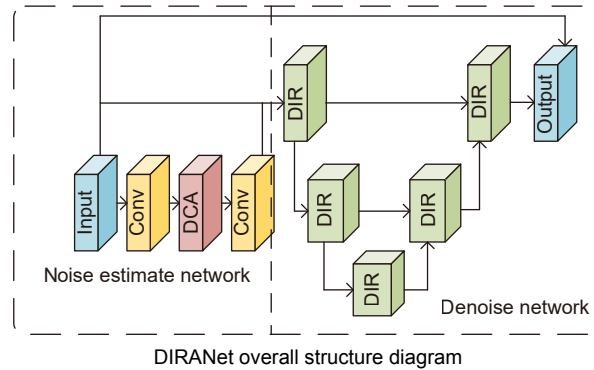 DIR
DIR
Output
Input
Conv
DCA
Conv
DIR
DIR
DIR
Noise estimate network
Denoise network
DIRANet overall structure diagram